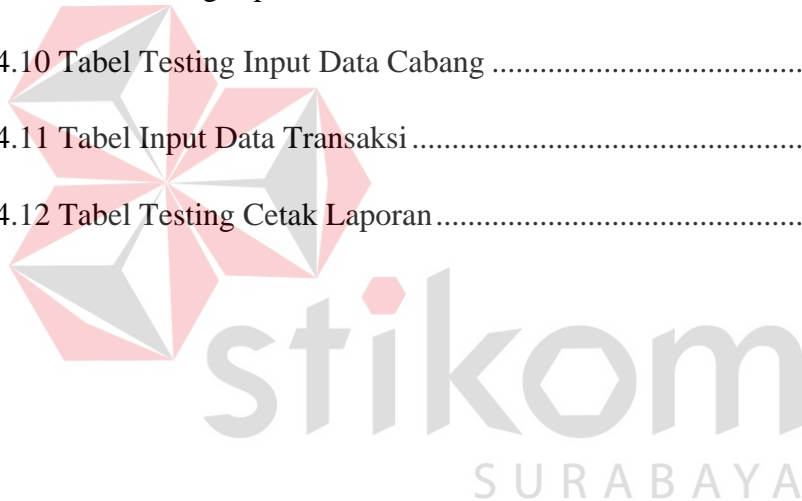 4.10 Tabel Testing Input Data Cabang ....................................
4.11 Tabel Input Data Transaksi ..............................................
4.12 Tabel Testing Cetak Laporan ...........................................
stikom
SURABAYA